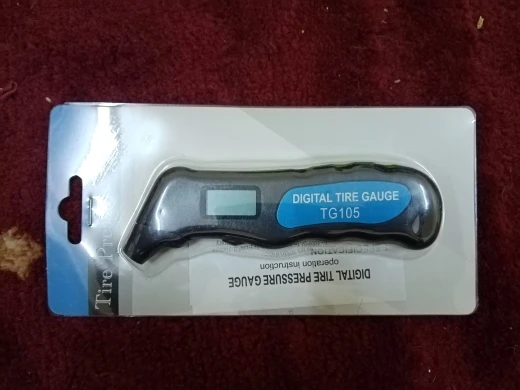 DIGITAL TIRE GAUGE
TG105
Tire Pre
DIGITAL TIRE PRESSURE GAUGE
operation instruction